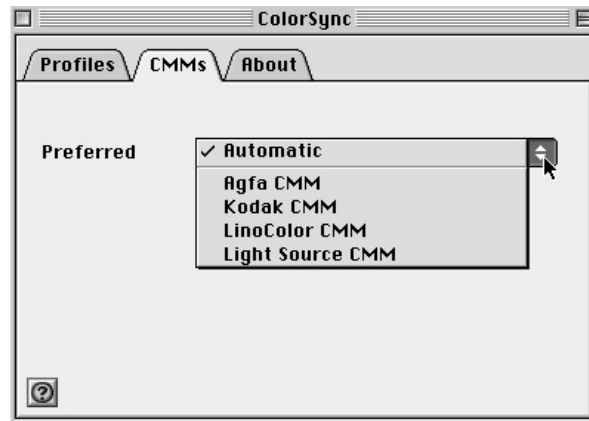 ColorSync
Profiles CMMs About
Preferred ✓ Automatic
Agfa CMM
Kodak CMM
LinoColor CMM
Light Source CMM
?